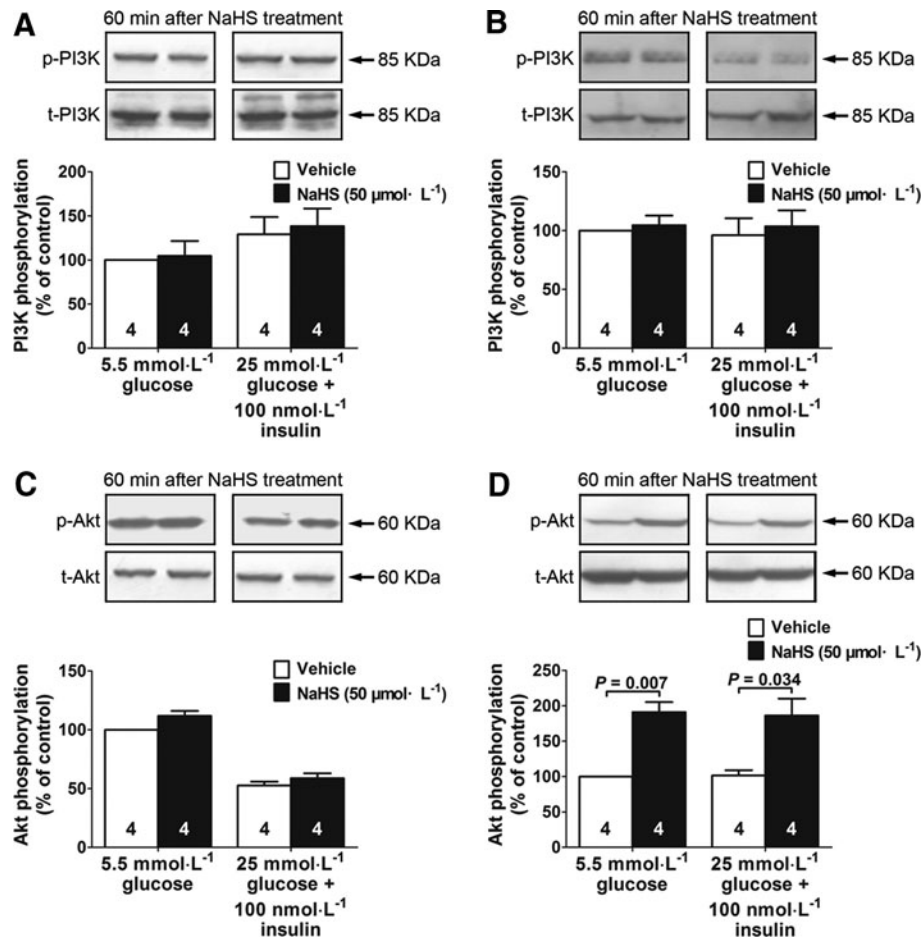 A
60 min after NaHS treatment
p-PI3K
85 KDa
t-PI3K
85 KDa
Vehicle
NaHS (50 µmol· L⁻¹)
PI3K phosphorylation
(% of control)
200
150
100
50
0
4
4
4
4
5.5 mmol·L⁻¹
glucose
25 mmol·L⁻¹
glucose +
100 nmol·L⁻¹
insulin
B
60 min after NaHS treatment
p-PI3K
85 KDa
t-PI3K
85 KDa
Vehicle
NaHS (50 µmol· L⁻¹)
PI3K phosphorylation
(% of control)
150
100
50
0
4
4
4
4
5.5 mmol·L⁻¹
glucose
25 mmol·L⁻¹
glucose +
100 nmol·L⁻¹
insulin
C
60 min after NaHS treatment
p-Akt
60 KDa
t-Akt
60 KDa
Vehicle
NaHS (50 µmol· L⁻¹)
Akt phosphorylation
(% of control)
150
100
50
0
4
4
4
4
5.5 mmol·L⁻¹
glucose
25 mmol·L⁻¹
glucose +
100 nmol·L⁻¹
insulin
D
60 min after NaHS treatment
p-Akt
60 KDa
t-Akt
60 KDa
Vehicle
NaHS (50 µmol· L⁻¹)
Akt phosphorylation
(% of control)
250
200
150
100
50
0
P = 0.007
P = 0.034
4
4
4
4
5.5 mmol·L⁻¹
glucose
25 mmol·L⁻¹
glucose +
100 nmol·L⁻¹
insulin